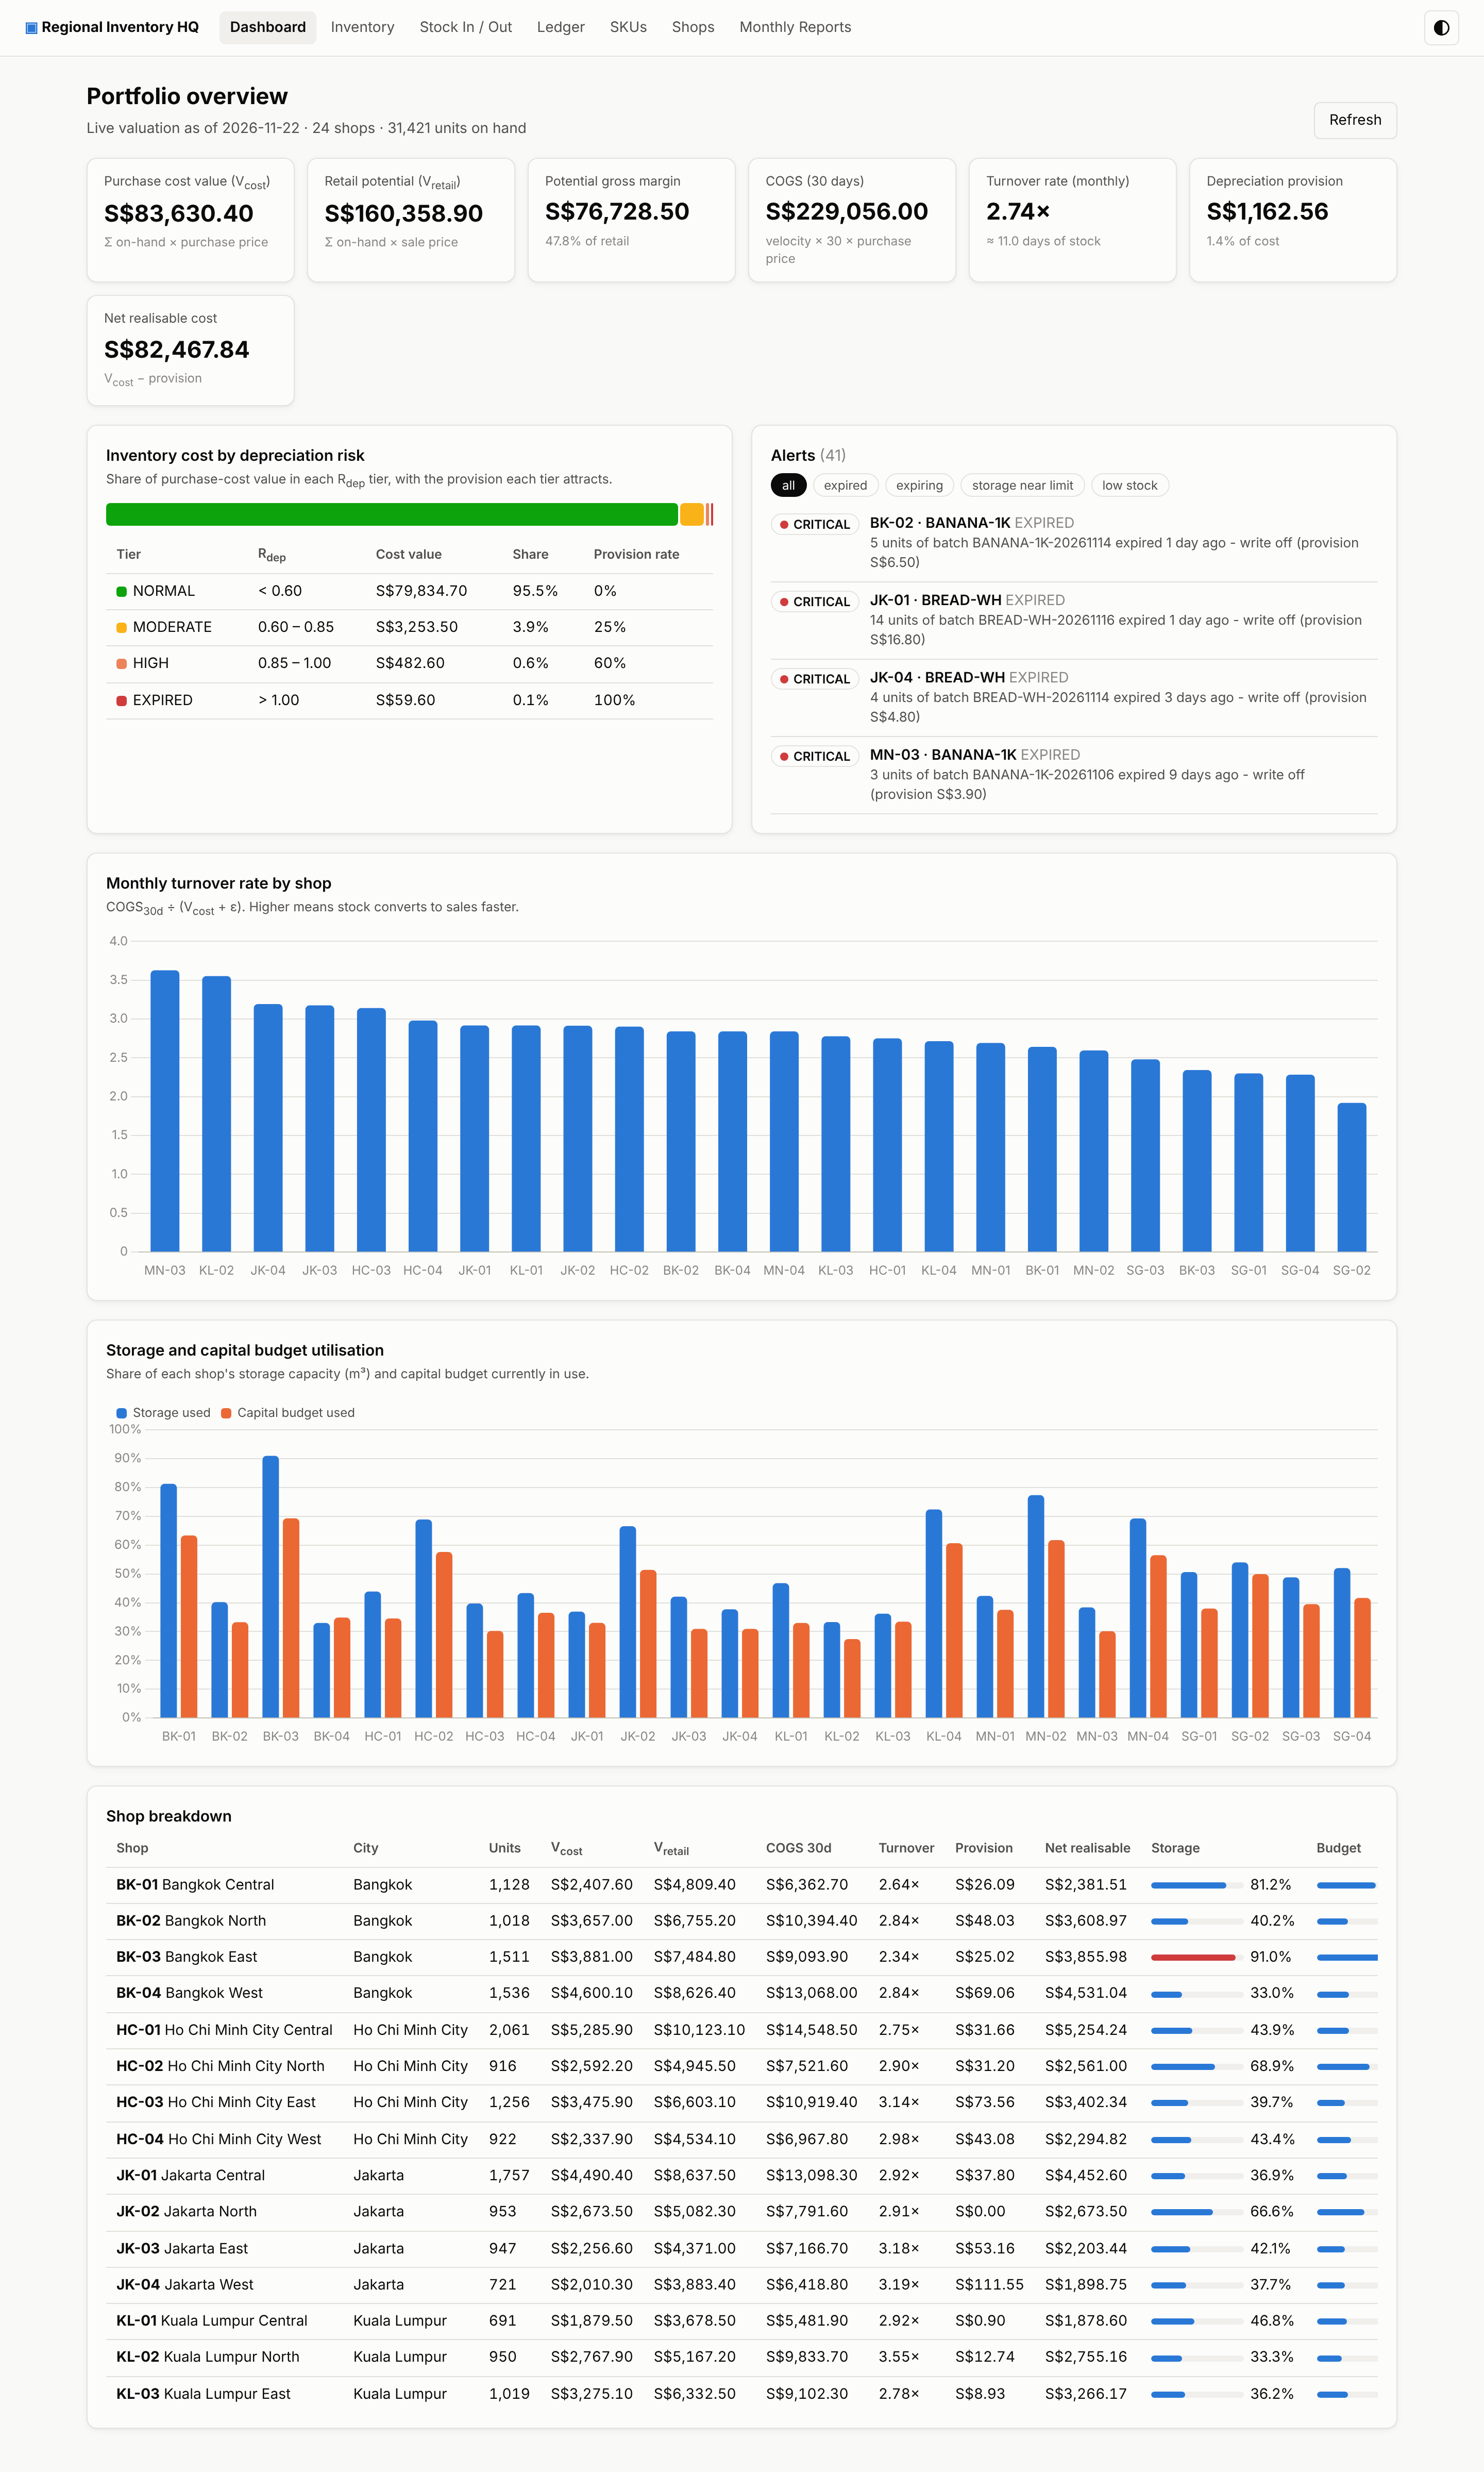 Regional Inventory HQ Dashboard Inventory Stock In / Out Ledger SKUs Shops Monthly Reports
Portfolio overview
Live valuation as of 2026-11-22 · 24 shops · 31,421 units on hand
Refresh
Purchase cost value (Vcost)
S$83,630.40
Σ on-hand × purchase price
Retail potential (Vretail)
S$160,358.90
Σ on-hand × sale price
Potential gross margin
S$76,728.50
47.8% of retail
COGS (30 days)
S$229,056.00
velocity × 30 × purchase
price
Turnover rate (monthly)
2.74×
≈ 11.0 days of stock
Depreciation provision
S$1,162.56
1.4% of cost
Net realisable cost
S$82,467.84
Vcost − provision
Inventory cost by depreciation risk
Share of purchase-cost value in each Rdep tier, with the provision each tier attracts.
Tier Rdep Cost value Share Provision rate
NORMAL < 0.60 S$79,834.70 95.5% 0%
MODERATE 0.60 – 0.85 S$3,253.50 3.9% 25%
HIGH 0.85 – 1.00 S$482.60 0.6% 60%
EXPIRED > 1.00 S$59.60 0.1% 100%
Alerts (41)
all expired expiring storage near limit low stock
CRITICAL BK-02 · BANANA-1K EXPIRED
5 units of batch BANANA-1K-20261114 expired 1 day ago - write off (provision
S$6.50)
CRITICAL JK-01 · BREAD-WH EXPIRED
14 units of batch BREAD-WH-20261116 expired 1 day ago - write off (provision
S$16.80)
CRITICAL JK-04 · BREAD-WH EXPIRED
4 units of batch BREAD-WH-20261114 expired 3 days ago - write off (provision
S$4.80)
CRITICAL MN-03 · BANANA-1K EXPIRED
3 units of batch BANANA-1K-20261106 expired 9 days ago - write off
(provision S$3.90)
Monthly turnover rate by shop
COGS30d ÷ (Vcost + ε). Higher means stock converts to sales faster.
4.0
3.5
3.0
2.5
2.0
1.5
1.0
0.5
0
MN-03 KL-02 JK-04 JK-03 HC-03 HC-04 JK-01 KL-01 JK-02 HC-02 BK-02 BK-04 MN-04 KL-03 HC-01 KL-04 MN-01 BK-01 MN-02 SG-03 BK-03 SG-01 SG-04 SG-02
Storage and capital budget utilisation
Share of each shop's storage capacity (m³) and capital budget currently in use.
Storage used Capital budget used
100%
90%
80%
70%
60%
50%
40%
30%
20%
10%
0%
BK-01 BK-02 BK-03 BK-04 HC-01 HC-02 HC-03 HC-04 JK-01 JK-02 JK-03 JK-04 KL-01 KL-02 KL-03 KL-04 MN-01 MN-02 MN-03 MN-04 SG-01 SG-02 SG-03 SG-04
Shop breakdown
Shop City Units Vcost Vretail COGS 30d Turnover Provision Net realisable Storage Budget
BK-01 Bangkok Central Bangkok 1,128 S$2,407.60 S$4,809.40 S$6,362.70 2.64× S$26.09 S$2,381.51 81.2%
BK-02 Bangkok North Bangkok 1,018 S$3,657.00 S$6,755.20 S$10,394.40 2.84× S$48.03 S$3,608.97 40.2%
BK-03 Bangkok East Bangkok 1,511 S$3,881.00 S$7,484.80 S$9,093.90 2.34× S$25.02 S$3,855.98 91.0%
BK-04 Bangkok West Bangkok 1,536 S$4,600.10 S$8,626.40 S$13,068.00 2.84× S$69.06 S$4,531.04 33.0%
HC-01 Ho Chi Minh City Central Ho Chi Minh City 2,061 S$5,285.90 S$10,123.10 S$14,548.50 2.75× S$31.66 S$5,254.24 43.9%
HC-02 Ho Chi Minh City North Ho Chi Minh City 916 S$2,592.20 S$4,945.50 S$7,521.60 2.90× S$31.20 S$2,561.00 68.9%
HC-03 Ho Chi Minh City East Ho Chi Minh City 1,256 S$3,475.90 S$6,603.10 S$10,919.40 3.14× S$73.56 S$3,402.34 39.7%
HC-04 Ho Chi Minh City West Ho Chi Minh City 922 S$2,337.90 S$4,534.10 S$6,967.80 2.98× S$43.08 S$2,294.82 43.4%
JK-01 Jakarta Central Jakarta 1,757 S$4,490.40 S$8,637.50 S$13,098.30 2.92× S$37.80 S$4,452.60 36.9%
JK-02 Jakarta North Jakarta 953 S$2,673.50 S$5,082.30 S$7,791.60 2.91× S$0.00 S$2,673.50 66.6%
JK-03 Jakarta East Jakarta 947 S$2,256.60 S$4,371.00 S$7,166.70 3.18× S$53.16 S$2,203.44 42.1%
JK-04 Jakarta West Jakarta 721 S$2,010.30 S$3,883.40 S$6,418.80 3.19× S$111.55 S$1,898.75 37.7%
KL-01 Kuala Lumpur Central Kuala Lumpur 691 S$1,879.50 S$3,678.50 S$5,481.90 2.92× S$0.90 S$1,878.60 46.8%
KL-02 Kuala Lumpur North Kuala Lumpur 950 S$2,767.90 S$5,167.20 S$9,833.70 3.55× S$12.74 S$2,755.16 33.3%
KL-03 Kuala Lumpur East Kuala Lumpur 1,019 S$3,275.10 S$6,332.50 S$9,102.30 2.78× S$8.93 S$3,266.17 36.2%